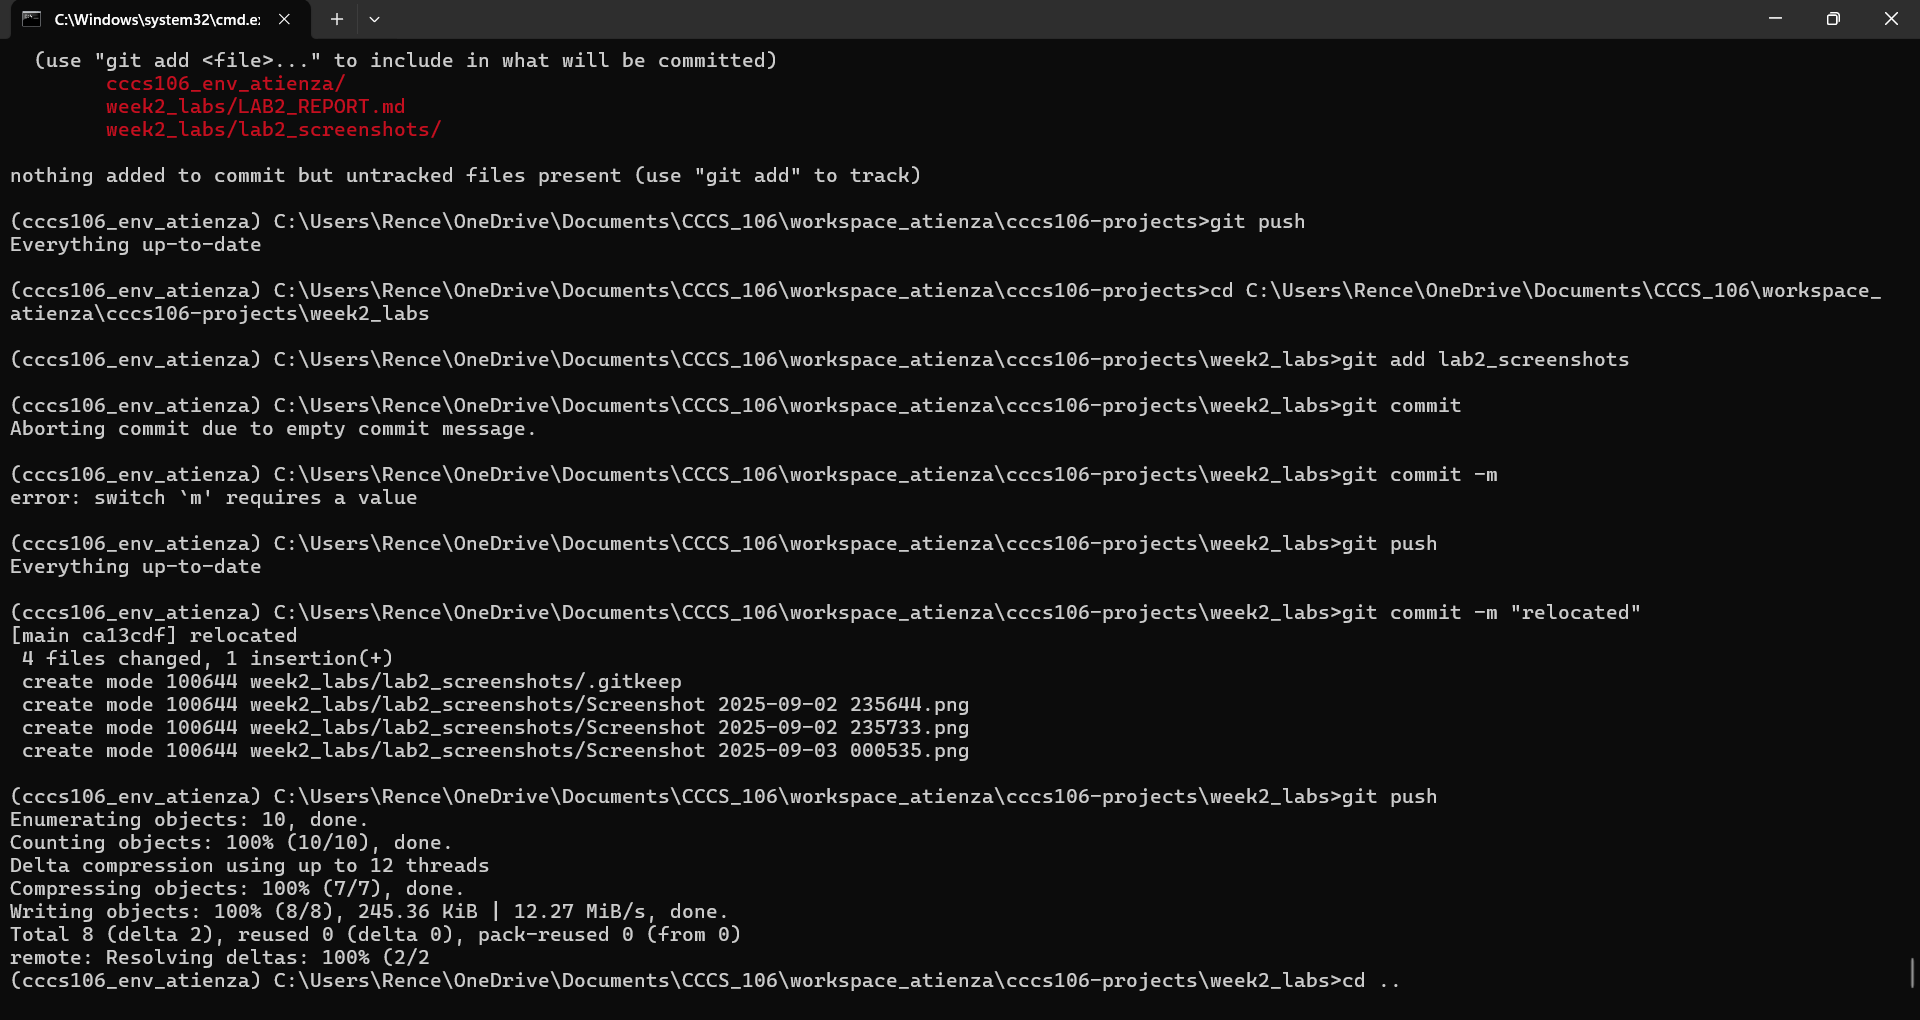 C:\Windows\system32\cmd.e:
(use "git add <file>..." to include in what will be committed)
cccs106_env_atienza/
week2_labs/LAB2_REPORT.md
week2_labs/lab2_screenshots/
nothing added to commit but untracked files present (use "git add" to track)
(cccs106_env_atienza) C:\Users\Rence\OneDrive\Documents\CCCS_106\workspace_atienza\cccs106-projects>git push
Everything up-to-date
(cccs106_env_atienza) C:\Users\Rence\OneDrive\Documents\CCCS_106\workspace_atienza\cccs106-projects>cd C:\Users\Rence\OneDrive\Documents\CCCS_106\workspace_
atienza\cccs106-projects\week2_labs
(cccs106_env_atienza) C:\Users\Rence\OneDrive\Documents\CCCS_106\workspace_atienza\cccs106-projects\week2_labs>git add lab2_screenshots
(cccs106_env_atienza) C:\Users\Rence\OneDrive\Documents\CCCS_106\workspace_atienza\cccs106-projects\week2_labs>git commit
Aborting commit due to empty commit message.
(cccs106_env_atienza) C:\Users\Rence\OneDrive\Documents\CCCS_106\workspace_atienza\cccs106-projects\week2_labs>git commit -m
error: switch `m' requires a value
(cccs106_env_atienza) C:\Users\Rence\OneDrive\Documents\CCCS_106\workspace_atienza\cccs106-projects\week2_labs>git push
Everything up-to-date
(cccs106_env_atienza) C:\Users\Rence\OneDrive\Documents\CCCS_106\workspace_atienza\cccs106-projects\week2_labs>git commit -m "relocated"
[main ca13cdf] relocated
4 files changed, 1 insertion(+)
create mode 100644 week2_labs/lab2_screenshots/.gitkeep
create mode 100644 week2_labs/lab2_screenshots/Screenshot 2025-09-02 235644.png
create mode 100644 week2_labs/lab2_screenshots/Screenshot 2025-09-02 235733.png
create mode 100644 week2_labs/lab2_screenshots/Screenshot 2025-09-03 000535.png
(cccs106_env_atienza) C:\Users\Rence\OneDrive\Documents\CCCS_106\workspace_atienza\cccs106-projects\week2_labs>git push
Enumerating objects: 10, done.
Counting objects: 100% (10/10), done.
Delta compression using up to 12 threads
Compressing objects: 100% (7/7), done.
Writing objects: 100% (8/8), 245.36 KiB | 12.27 MiB/s, done.
Total 8 (delta 2), reused 0 (delta 0), pack-reused 0 (from 0)
remote: Resolving deltas: 100% (2/2
(cccs106_env_atienza) C:\Users\Rence\OneDrive\Documents\CCCS_106\workspace_atienza\cccs106-projects\week2_labs>cd ..